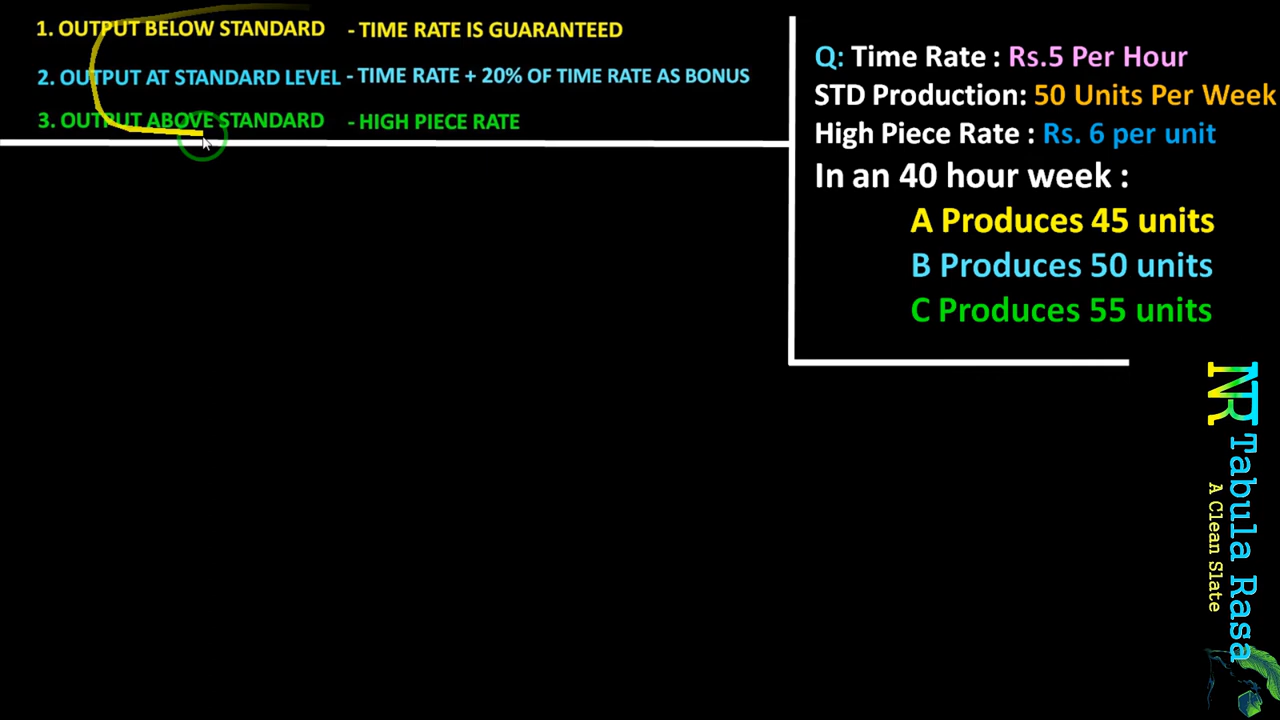 1. OUTPUT BELOW STANDARD - TIME RATE IS GUARANTEED
2. OUTPUT AT STANDARD LEVEL - TIME RATE + 20% OF TIME RATE AS BONUS
3. OUTPUT ABOVE STANDARD - HIGH PIECE RATE
Q: Time Rate : Rs.5 Per Hour
STD Production: 50 Units Per Week
High Piece Rate : Rs. 6 per unit
In an 40 hour week :
A Produces 45 units
B Produces 50 units
C Produces 55 units
NTR
Tabula Rasa
A Clean Slate